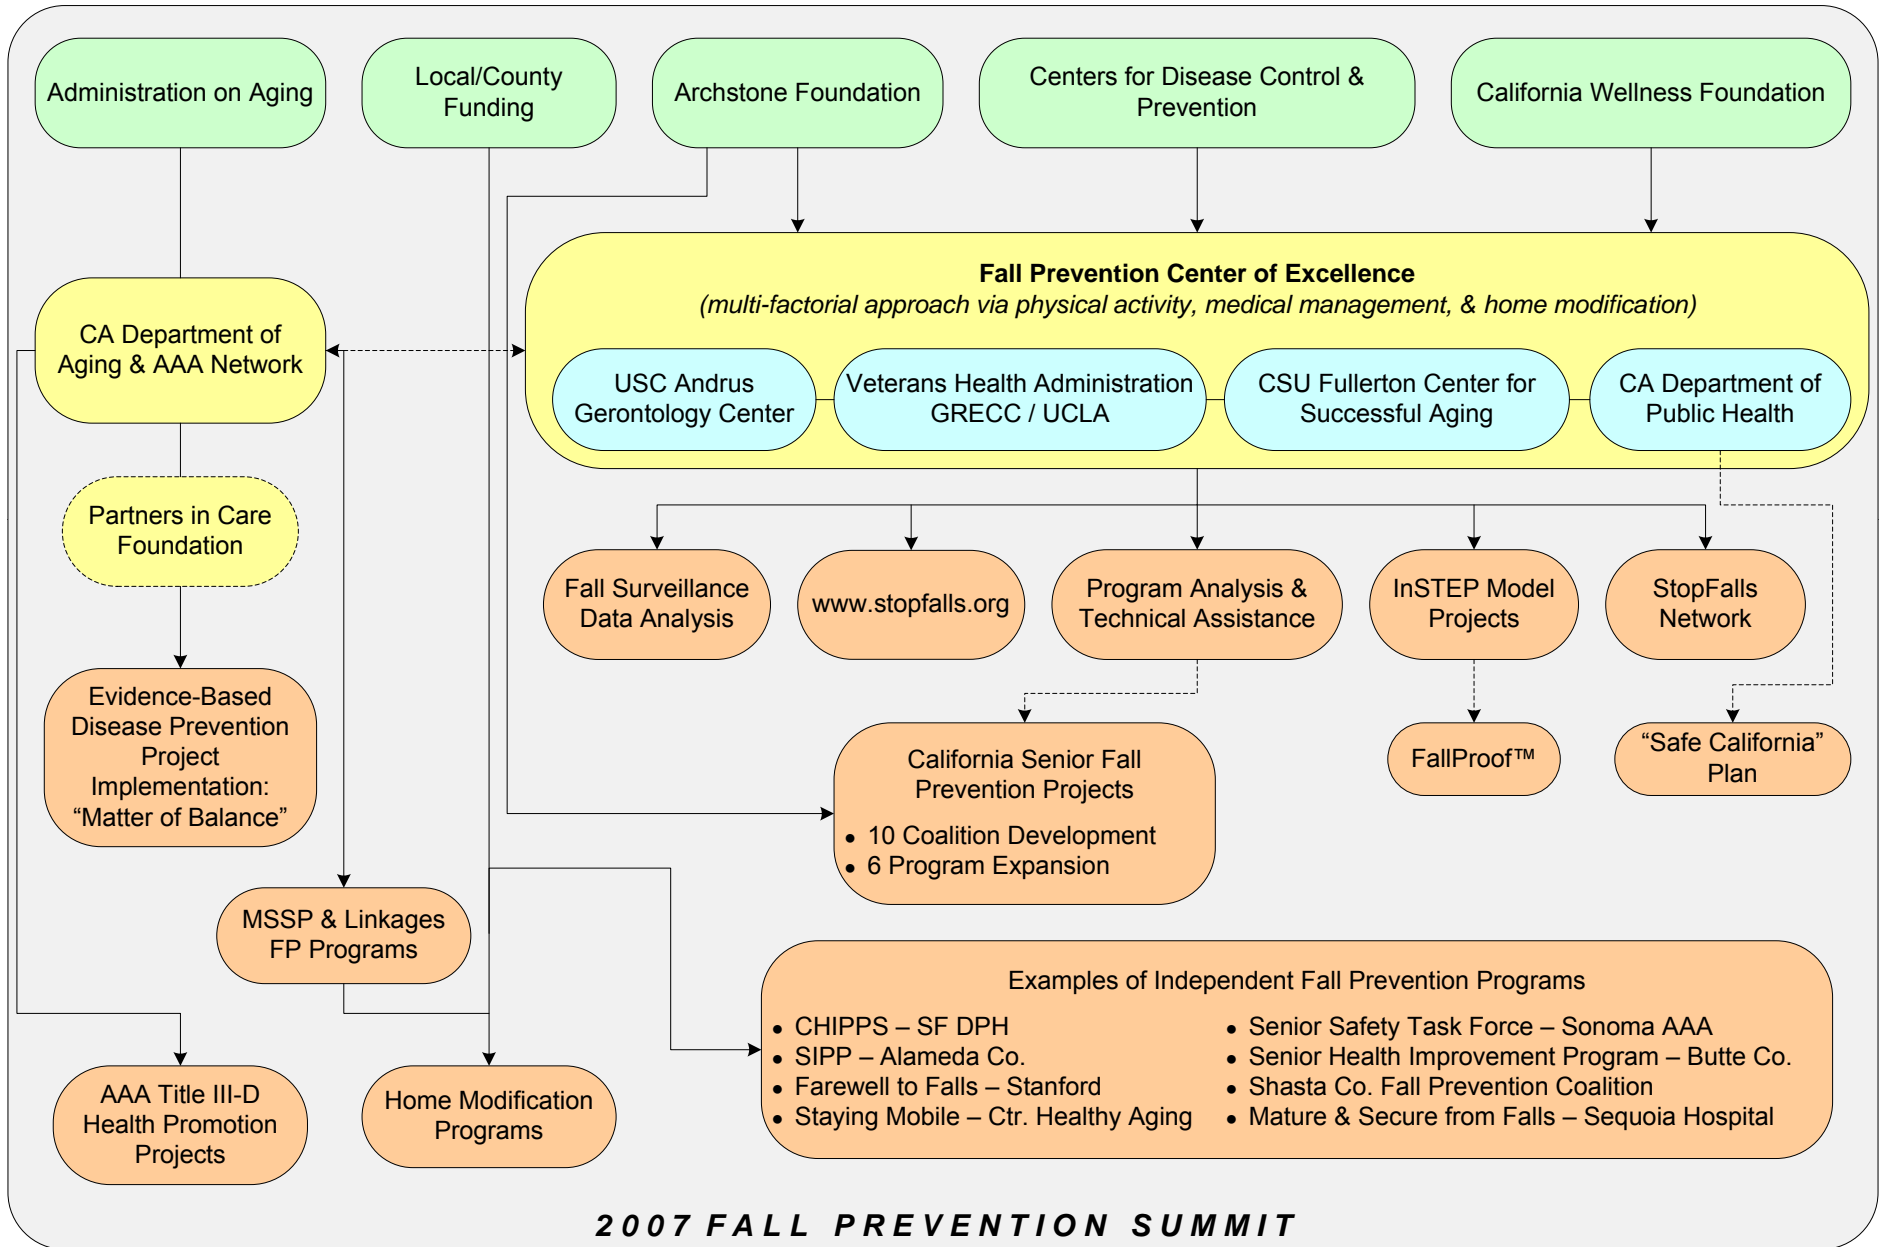 Administration on Aging
Local/County
Funding
Archstone Foundation
Centers for Disease Control &
Prevention
California Wellness Foundation
Fall Prevention Center of Excellence
(multi-factorial approach via physical activity, medical management, & home modification)
CA Department of
Aging & AAA Network
USC Andrus
Gerontology Center
Veterans Health Administration
GRECC / UCLA
CSU Fullerton Center for
Successful Aging
CA Department of
Public Health
Partners in Care
Foundation
Fall Surveillance
Data Analysis
www.stopfalls.org
Program Analysis &
Technical Assistance
InSTEP Model
Projects
StopFalls
Network
Evidence-Based
Disease Prevention
Project
Implementation:
“Matter of Balance”
California Senior Fall
Prevention Projects
• 10 Coalition Development
• 6 Program Expansion
FallProof™
“Safe California”
Plan
MSSP & Linkages
FP Programs
Examples of Independent Fall Prevention Programs
• CHIPPS – SF DPH
• SIPP – Alameda Co.
• Farewell to Falls – Stanford
• Staying Mobile – Ctr. Healthy Aging
• Senior Safety Task Force – Sonoma AAA
• Senior Health Improvement Program – Butte Co.
• Shasta Co. Fall Prevention Coalition
• Mature & Secure from Falls – Sequoia Hospital
AAA Title III-D
Health Promotion
Projects
Home Modification
Programs
2007 FALL PREVENTION SUMMIT